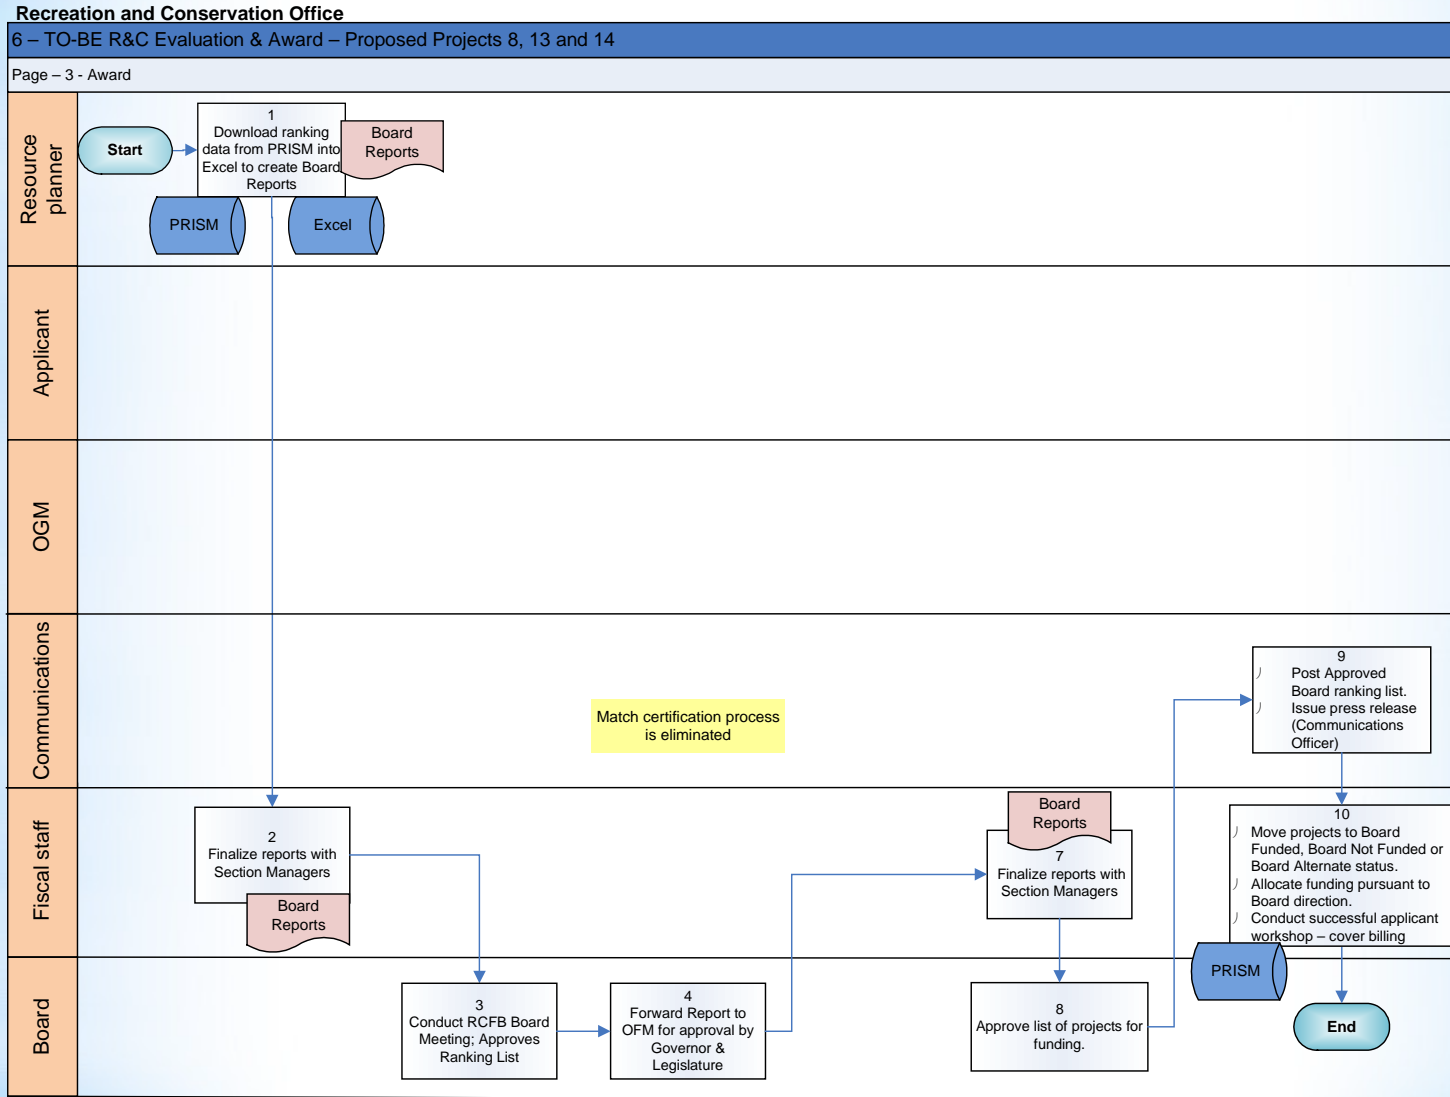 Recreation and Conservation Office
6 – TO-BE R&C Evaluation & Award – Proposed Projects 8, 13 and 14
Page – 3 - Award
Resource
planner
Start
1
Download ranking
data from PRISM into
Excel to create Board
Reports
Board
Reports
PRISM
Excel
Applicant
OGM
Communications
Match certification process
is eliminated
9
Post Approved
Board ranking list.
Issue press release
(Communications
Officer)
Fiscal staff
2
Finalize reports with
Section Managers
Board
Reports
Board
Reports
7
Finalize reports with
Section Managers
10
Move projects to Board
Funded, Board Not Funded or
Board Alternate status.
Allocate funding pursuant to
Board direction.
Conduct successful applicant
workshop – cover billing
PRISM
Board
3
Conduct RCFB Board
Meeting; Approves
Ranking List
4
Forward Report to
OFM for approval by
Governor &
Legislature
8
Approve list of projects for
funding.
End